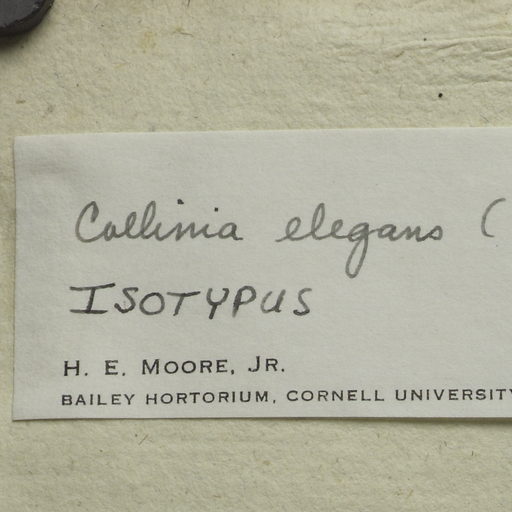 Collinia elegans (
ISOTYPUS
H. E. MOORE, JR.
BAILEY HORTORIUM, CORNELL UNIVERSITY